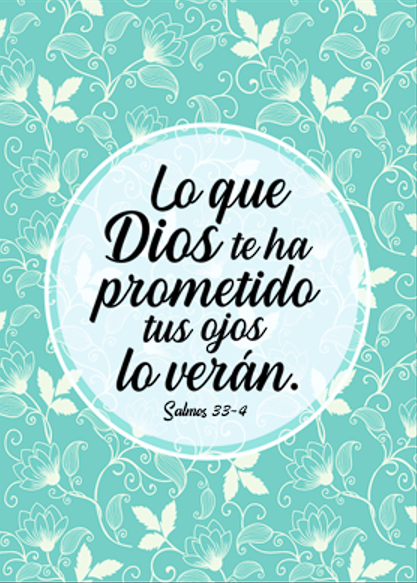 Lo que
Dios te ha
prometido
tus ojos
lo verán.
Salmos 33-4